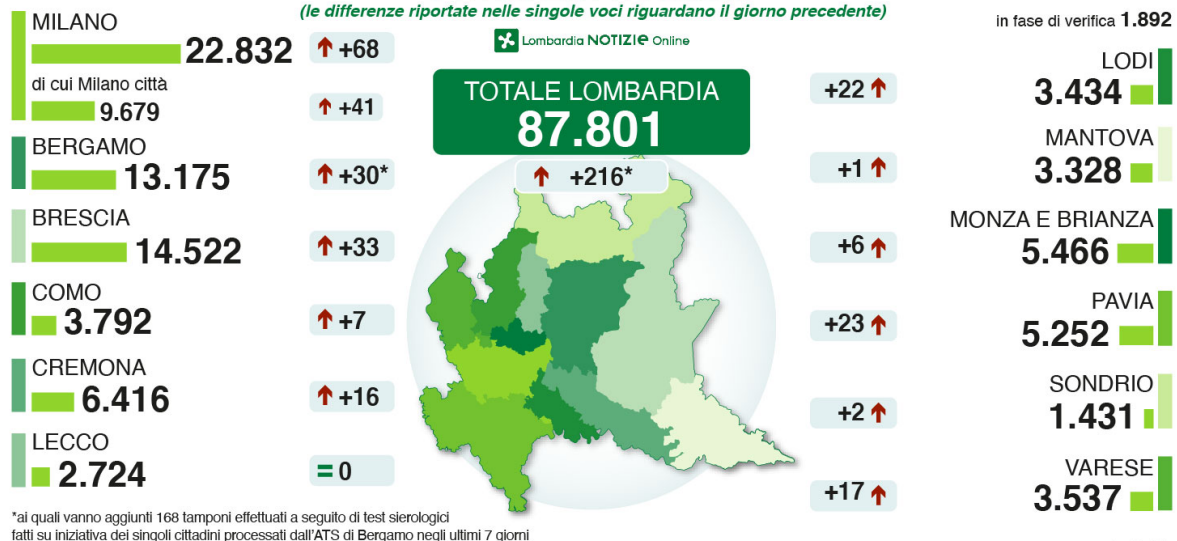 (le differenze riportate nelle singole voci riguardano il giorno precedente)
Lombardia NOTIZIE Online
TOTALE LOMBARDIA
87.801
+216*
MILANO
22.832
+68
di cui Milano città
9.679
+41
BERGAMO
13.175
+30*
BRESCIA
14.522
+33
COMO
3.792
+7
CREMONA
6.416
+16
LECCO
2.724
= 0
in fase di verifica 1.892
LODI
+22
3.434
MANTOVA
+1
3.328
MONZA E BRIANZA
+6
5.466
PAVIA
+23
5.252
SONDRIO
+2
1.431
VARESE
+17
3.537
*ai quali vanno aggiunti 168 tamponi effettuati a seguito di test sierologici
fatti su iniziativa dei singoli cittadini processati dall'ATS di Bergamo negli ultimi 7 giorni